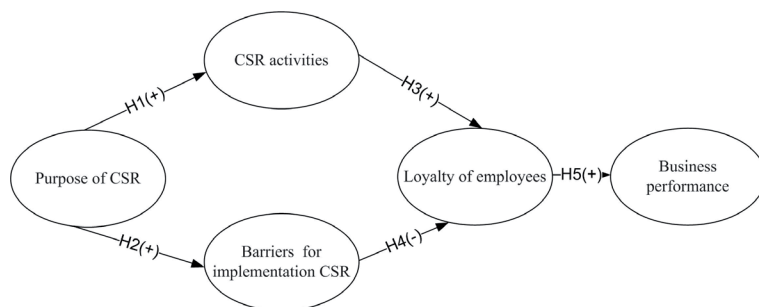 CSR activities
H1(+)
H3(+)
Purpose of CSR
Loyalty of employees
H5(+)
Business
performance
H2(+)
H4(-)
Barriers for
implementation CSR